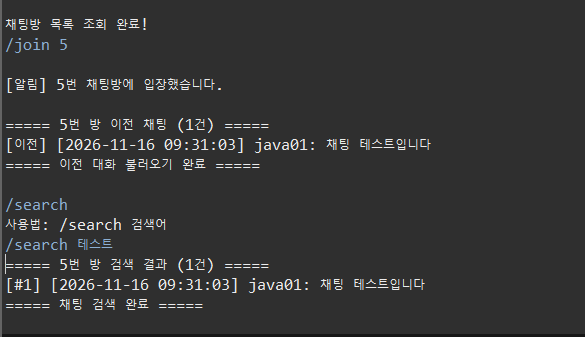 채팅방 목록 조회 완료!
/join 5
[알림] 5번 채팅방에 입장했습니다.
===== 5번 방 이전 채팅 (1건) =====
[이전] [2026-11-16 09:31:03] java01: 채팅 테스트입니다
===== 이전 대화 불러오기 완료 =====
/search
사용법: /search 검색어
/search 테스트
===== 5번 방 검색 결과 (1건) =====
[#1] [2026-11-16 09:31:03] java01: 채팅 테스트입니다
===== 채팅 검색 완료 =====